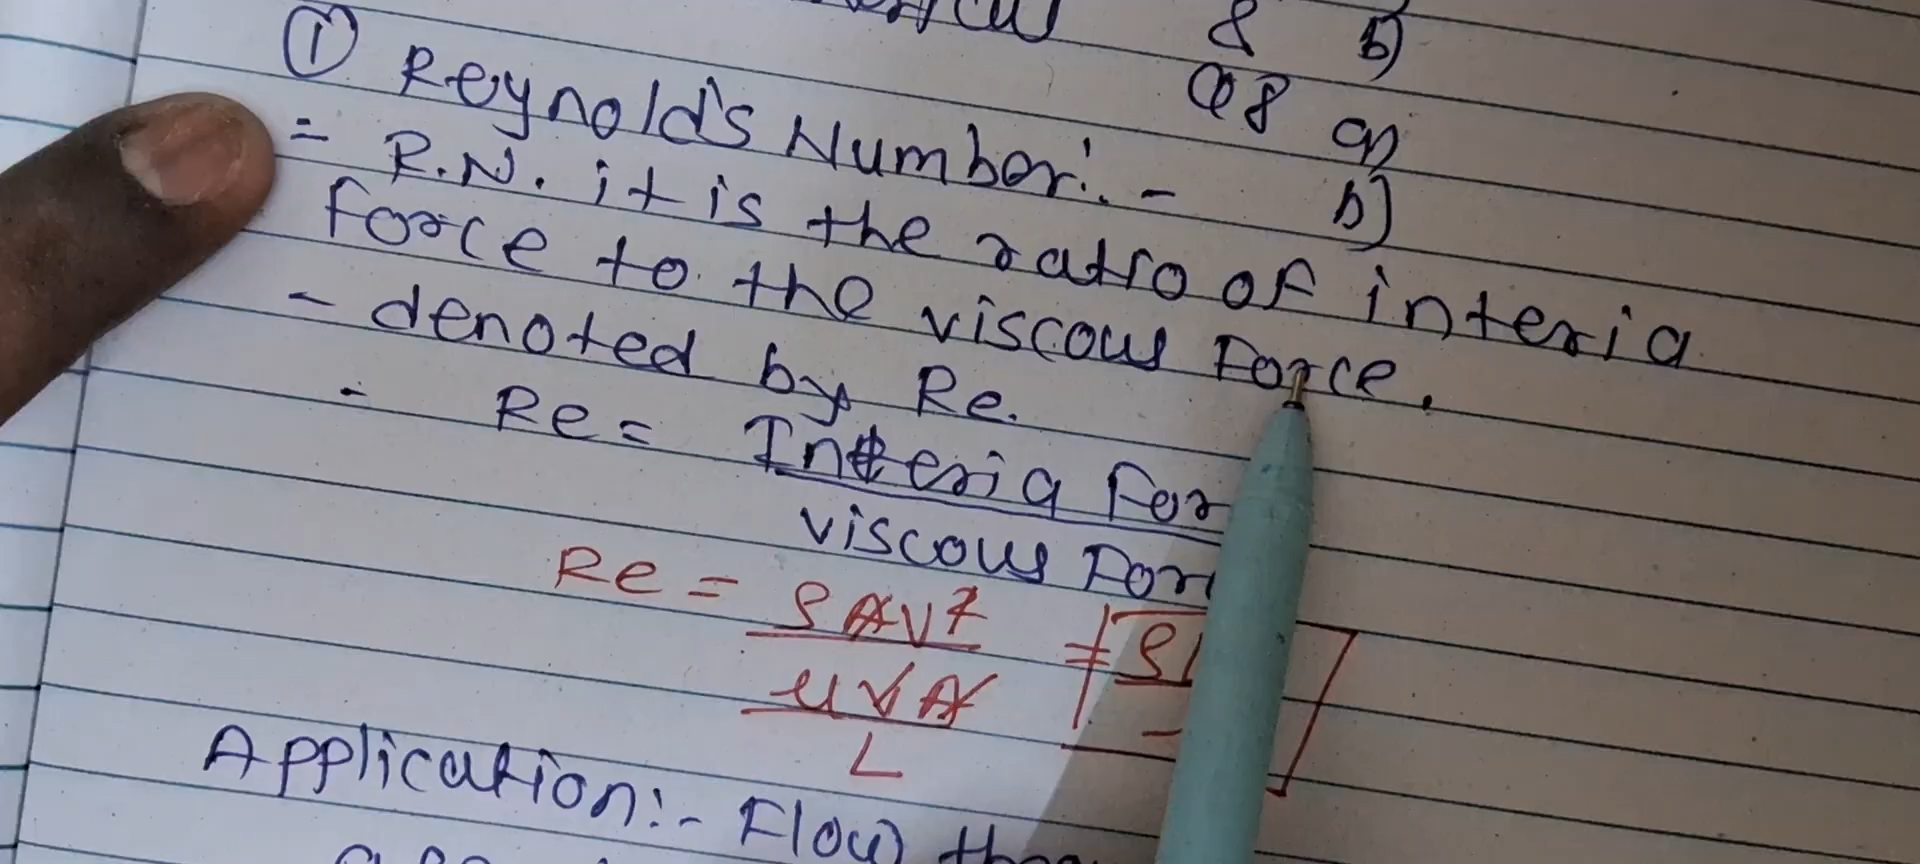 & b)
Q8 a)
b)
① Reynold's Number:-
= R.N. it is the ratio of interia
force to the viscous Force.
- denoted by Re.
- Re = Interia For
viscous For
Re = ρAV²
μVA
L
= ρ
Application:- Flow